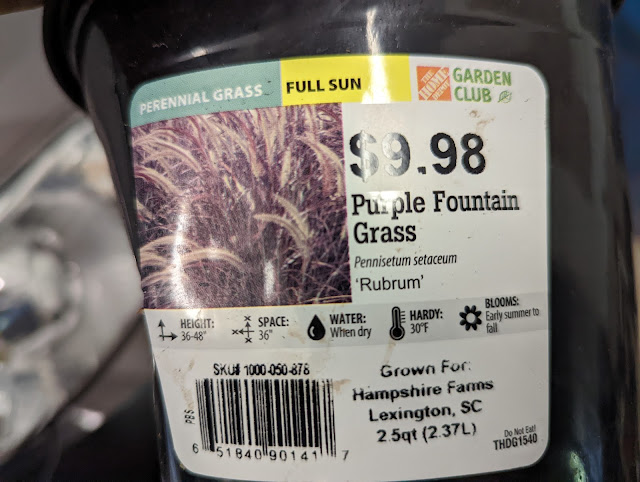 PERENNIAL GRASS
FULL SUN
THE HOME DEPOT
GARDEN CLUB
$9.98
Purple Fountain
Grass
Pennisetum setaceum
'Rubrum'
HEIGHT:
36-48"
SPACE:
36"
WATER:
When dry
HARDY:
30°F
BLOOMS:
Early summer to
fall
SKU# 1000-050-878
PBS
6 51840 90141 7
Grown For:
Hampshire Farms
Lexington, SC
2.5qt (2.37L)
Do Not Eat!
THDG1540